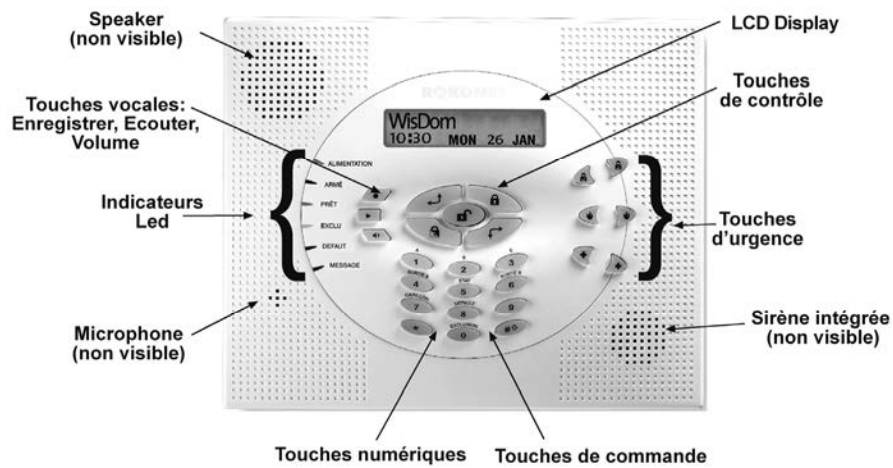 Speaker
(non visible)
LCD Display
Touches vocales:
Enregistrer, Ecouter,
Volume
Touches
de contrôle
ROKONET
WisDom
10:30 MON 26 JAN
ALIMENTATION
ARMÉ
PRÊT
EXCLU
DEFAUT
MESSAGE
Indicateurs
Led
Touches
d'urgence
A B C
1 2 3
STAY
4 5 6
7 8 9
EXCLUSION
* 0 #
Microphone
(non visible)
Sirène intégrée
(non visible)
Touches numériques
Touches de commande